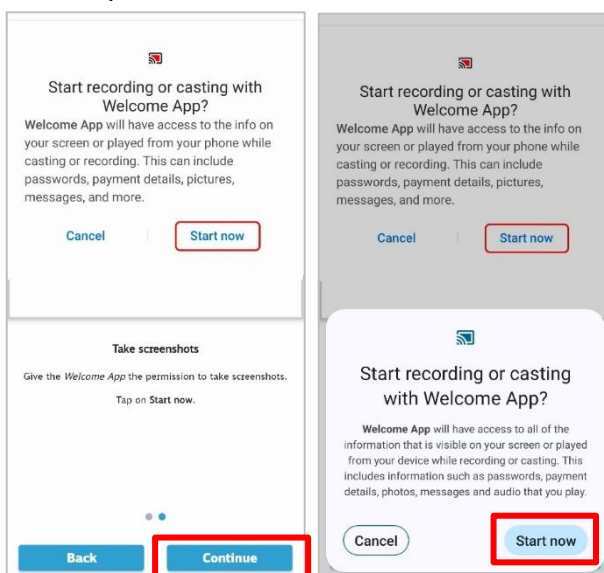 Start recording or casting with
Welcome App?
Welcome App will have access to the info on
your screen or played from your phone while
casting or recording. This can include
passwords, payment details, pictures,
messages, and more.
Cancel
Start now
Take screenshots
Give the Welcome App the permission to take screenshots.
Tap on Start now.
Back
Continue
Start recording or casting with
Welcome App?
Welcome App will have access to the info on
your screen or played from your phone while
casting or recording. This can include
passwords, payment details, pictures,
messages, and more.
Cancel
Start now
Start recording or casting
with Welcome App?
Welcome App will have access to all of the
information that is visible on your screen or played
from your device while recording or casting. This
includes information such as passwords, payment
details, photos, messages and audio that you play.
Cancel
Start now